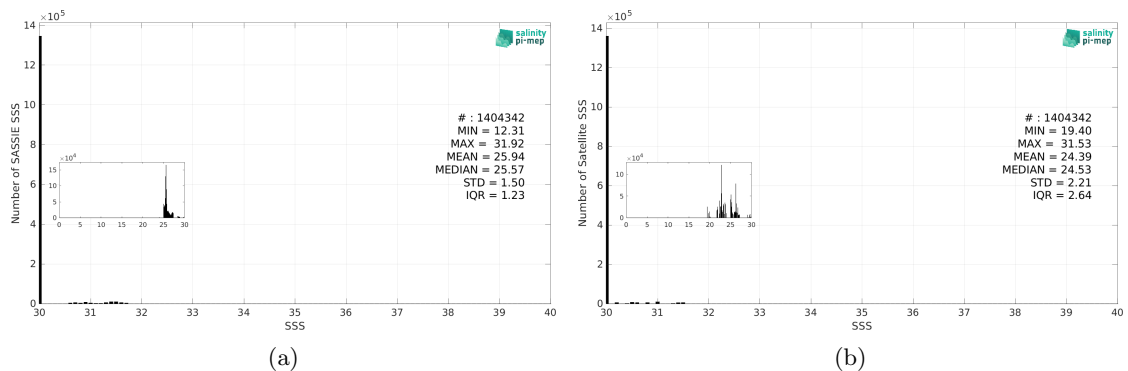 ×10⁵
14
12
10
8
6
4
2
0
Number of SASSIE SSS
30 31 32 33 34 35 36 37 38 39 40
SSS
salinity
pi-mep
# : 1404342
MIN = 12.31
MAX = 31.92
MEAN = 25.94
MEDIAN = 25.57
STD = 1.50
IQR = 1.23
×10⁴
15
10
5
0
0 5 10 15 20 25 30
(a)
×10⁵
14
12
10
8
6
4
2
0
Number of Satellite SSS
30 31 32 33 34 35 36 37 38 39 40
SSS
salinity
pi-mep
# : 1404342
MIN = 19.40
MAX = 31.53
MEAN = 24.39
MEDIAN = 24.53
STD = 2.21
IQR = 2.64
×10⁴
10
5
0
0 5 10 15 20 25 30
(b)